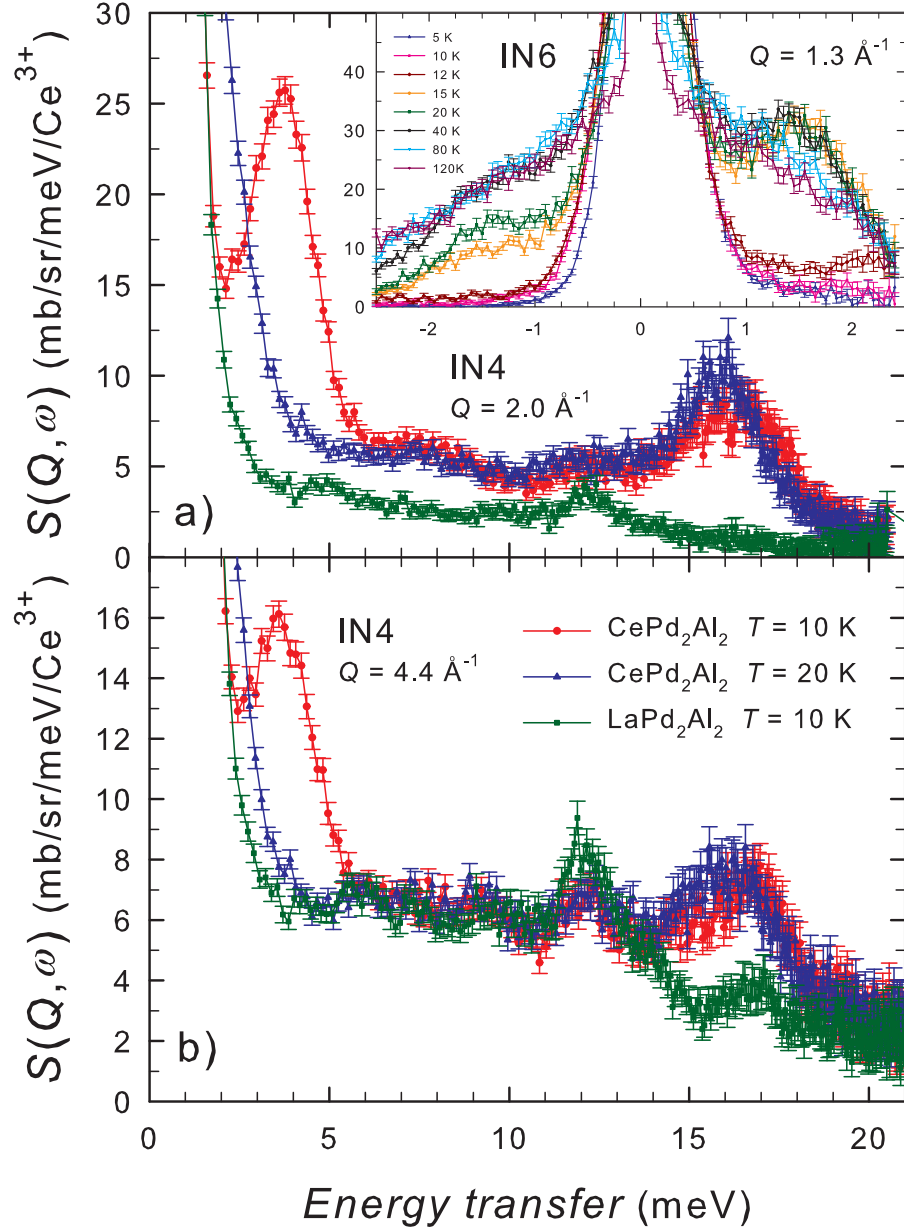 30
25
20
15
10
5
0
S(Q, ω) (mb/sr/meV/Ce³⁺)
a)
IN6
Q = 1.3 Å⁻¹
5 K
10 K
12 K
15 K
20 K
40 K
80 K
120K
40
30
20
10
0
-2 -1 0 1 2
IN4
Q = 2.0 Å⁻¹
16
14
12
10
8
6
4
2
0
S(Q, ω) (mb/sr/meV/Ce³⁺)
b)
IN4
Q = 4.4 Å⁻¹
CePd₂Al₂ T = 10 K
CePd₂Al₂ T = 20 K
LaPd₂Al₂ T = 10 K
0 5 10 15 20
Energy transfer (meV)